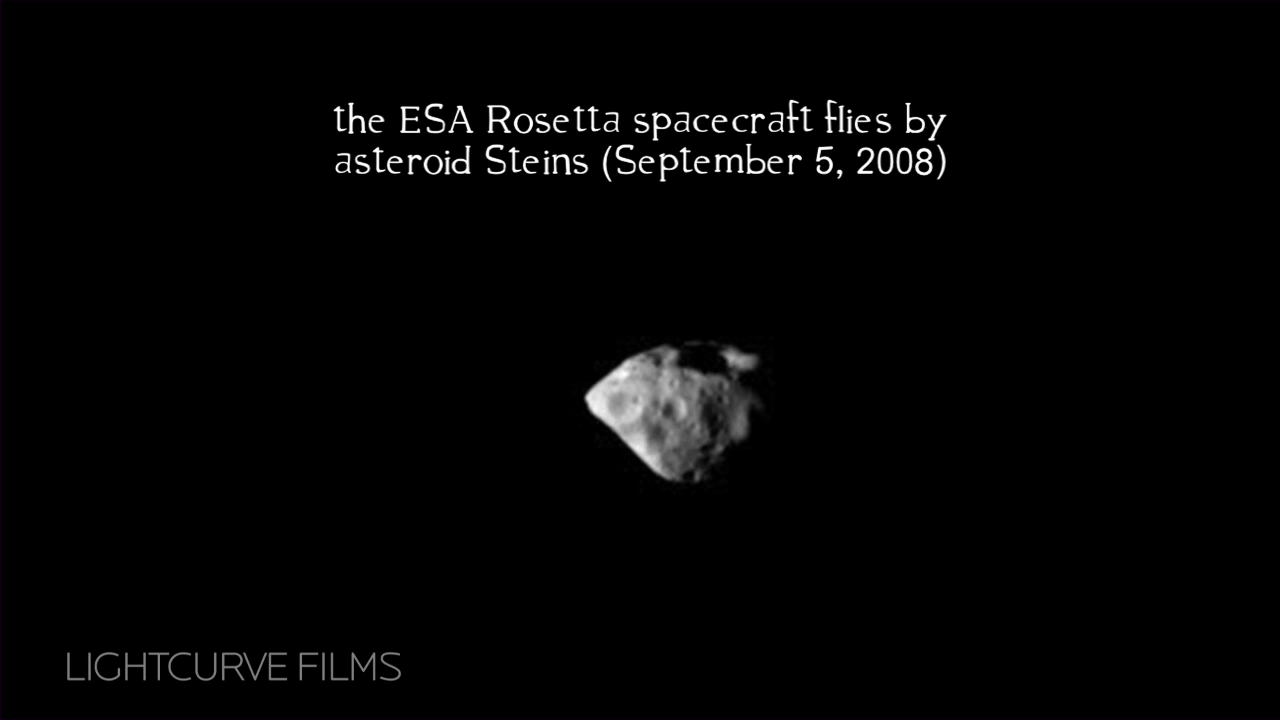 the ESA Rosetta spacecraft flies by
asteroid Steins (September 5, 2008)
LIGHTCURVE FILMS